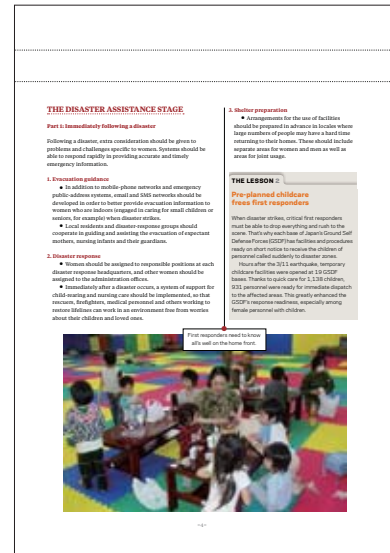 THE DISASTER ASSISTANCE STAGE
Part 1: Immediately following a disaster
Following a disaster, extra consideration should be given to
problems and challenges specific to women. Systems should be
able to respond rapidly in providing accurate and timely
emergency information.
1. Evacuation guidance
● In addition to mobile-phone networks and emergency
public-address systems, email and SMS networks should be
developed in order to better provide evacuation information to
women who are indoors (engaged in caring for small children or
seniors, for example) when disaster strikes.
● Local residents and disaster-response groups should
cooperate in guiding and assisting the evacuation of expectant
mothers, nursing infants and their guardians.
2. Disaster response
● Women should be assigned to responsible positions at each
disaster response headquarters, and other women should be
assigned to the administration offices.
● Immediately after a disaster occurs, a system of support for
child-rearing and nursing care should be implemented, so that
rescuers, firefighters, medical personnel and others working to
restore lifelines can work in an environment free from worries
about their children and loved ones.
3. Shelter preparation
● Arrangements for the use of facilities
should be prepared in advance in locales where
large numbers of people may have a hard time
returning to their homes. These should include
separate areas for women and men as well as
areas for joint usage.
THE LESSON 2
Pre-planned childcare
frees first responders
When disaster strikes, critical first responders
must be able to drop everything and rush to the
scene. That's why each base of Japan's Ground Self
Defense Forces (GSDF) has facilities and procedures
ready on short notice to receive the children of
personnel called suddenly to disaster zones.
Hours after the 3/11 earthquake, temporary
childcare facilities were opened at 19 GSDF
bases. Thanks to quick care for 1,138 children,
931 personnel were ready for immediate dispatch
to the affected areas. This greatly enhanced the
GSDF's response readiness, especially among
female personnel with children.
First responders need to know
all's well on the home front.
–4–